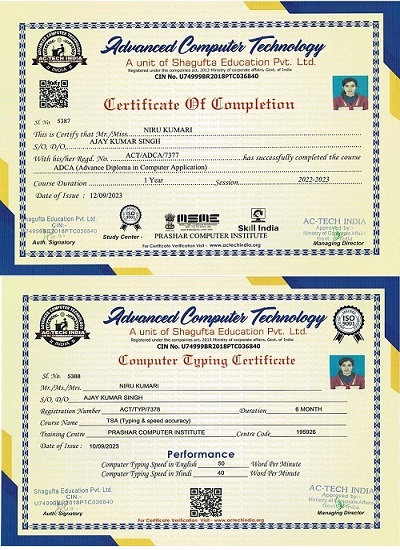 Advanced Computer Technology
A unit of Shagufta Education Pvt. Ltd.
Registered under the companies act, 2013 Ministry of corporate affairs. Govt. of India
CIN No. U74999BR2018PTC036840
AC-TECH INDIA
Certificate Of Completion
Sl. No. 5387
This is Certify that Mr./Miss. NIRU KUMARI
S/O, D/O, AJAY KUMAR SINGH
With his/her Regd. No. ACT/ADCA/7377 has successfully completed the course
ADCA (Advance Diploma in Computer Application)
Course Duration 1 Year Session 2022-2023
Date of Issue : 12/09/2023
Shagufta Education Pvt. Ltd.
CIN:-
U74999BR2018PTC036840
Auth. Signatory
ISO
Study Center - PRASHAR COMPUTER INSTITUTE
MSME
Skill India
For Certificate Verification Visit - www.actechindia.org
AC-TECH INDIA
Approved by -
Ministry of Corporate Affairs
Managing Director
Advanced Computer Technology
A unit of Shagufta Education Pvt. Ltd.
Registered under the companies act, 2013 Ministry of corporate affairs. Govt. of India
CIN No. U74999BR2018PTC036840
AC-TECH INDIA
ISO
9001
Computer Typing Certificate
Sl. No. 5388
Mr./Ms./Mrs. NIRU KUMARI
S/O, D/O AJAY KUMAR SINGH
Registration Number ACT/TYP/7378 Duration 6 MONTH
Course Name TSA (Typing & speed accuracy)
Training Centre PRASHAR COMPUTER INSTITUTE Centre Code 195926
Date of Issue : 10/09/2023
Performance
Computer Typing Speed in English 50 Word Per Minute
Computer Typing Speed in Hindi 40 Word Per Minute
Shagufta Education Pvt. Ltd.
CIN:-
U74999BR2018PTC036840
Auth. Signatory
AC-TECH INDIA
Approved by -
Ministry of Corporate Affairs
Managing Director
For Certificate Verification Visit - www.actechindia.org